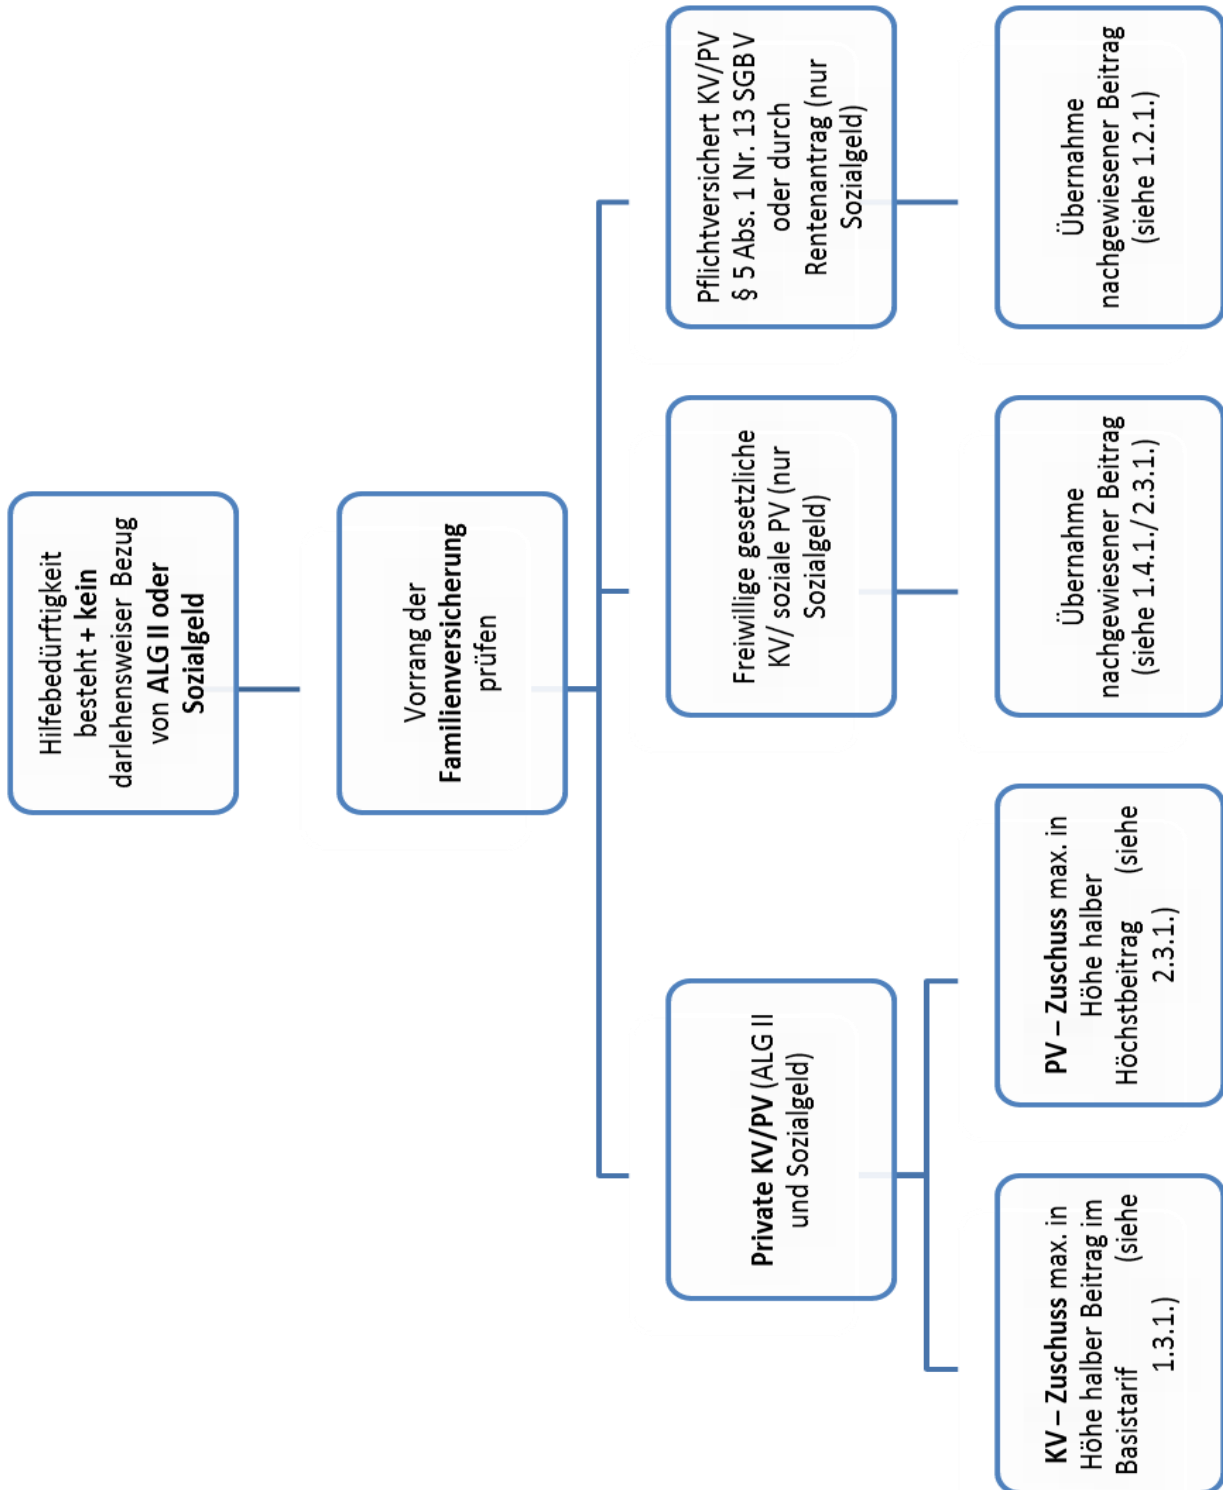 Hilfebedürftigkeit
besteht + kein
darlehensweiser Bezug
von ALG II oder
Sozialgeld
Vorrang der
Familienversicherung
prüfen
Private KV/PV (ALG II
und Sozialgeld)
Freiwillige gesetzliche
KV/ soziale PV (nur
Sozialgeld)
Pflichtversichert KV/PV
§ 5 Abs. 1 Nr. 13 SGB V
oder durch
Rentenantrag (nur
Sozialgeld)
KV – Zuschuss max. in
Höhe halber Beitrag im
Basistarif (siehe
1.3.1.)
PV – Zuschuss max. in
Höhe halber
Höchstbeitrag (siehe
2.3.1.)
Übernahme
nachgewiesener Beitrag
(siehe 1.4.1./ 2.3.1.)
Übernahme
nachgewiesener Beitrag
(siehe 1.2.1.)